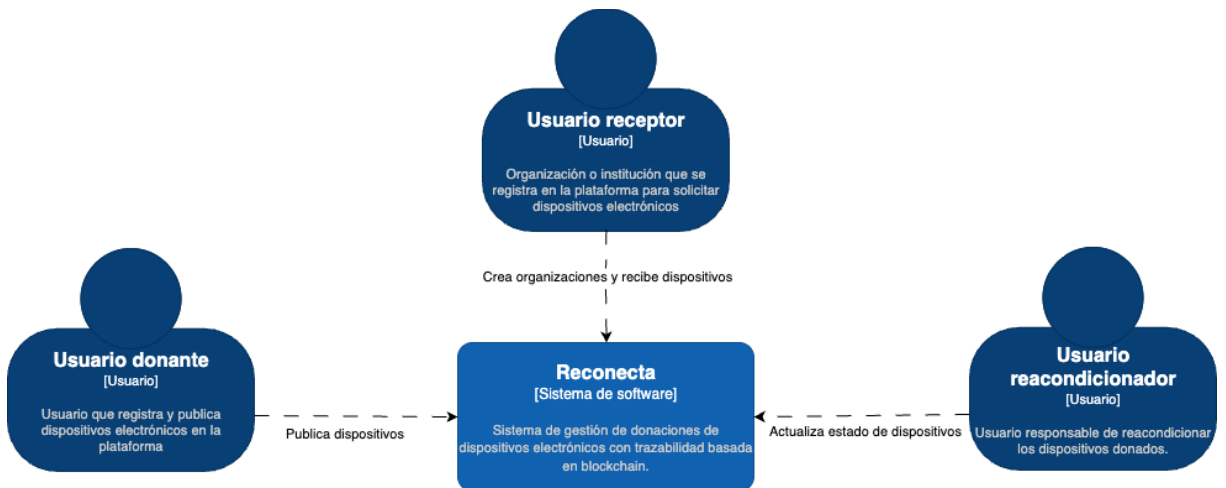 Usuario receptor
[Usuario]
Organización o institución que se
registra en la plataforma para solicitar
dispositivos electrónicos
Crea organizaciones y recibe dispositivos
Usuario donante
[Usuario]
Usuario que registra y publica
dispositivos electrónicos en la
plataforma
Publica dispositivos
Reconecta
[Sistema de software]
Sistema de gestión de donaciones de
dispositivos electrónicos con trazabilidad basada
en blockchain.
Actualiza estado de dispositivos
Usuario
reacondicionador
[Usuario]
Usuario responsable de reacondicionar
los dispositivos donados.